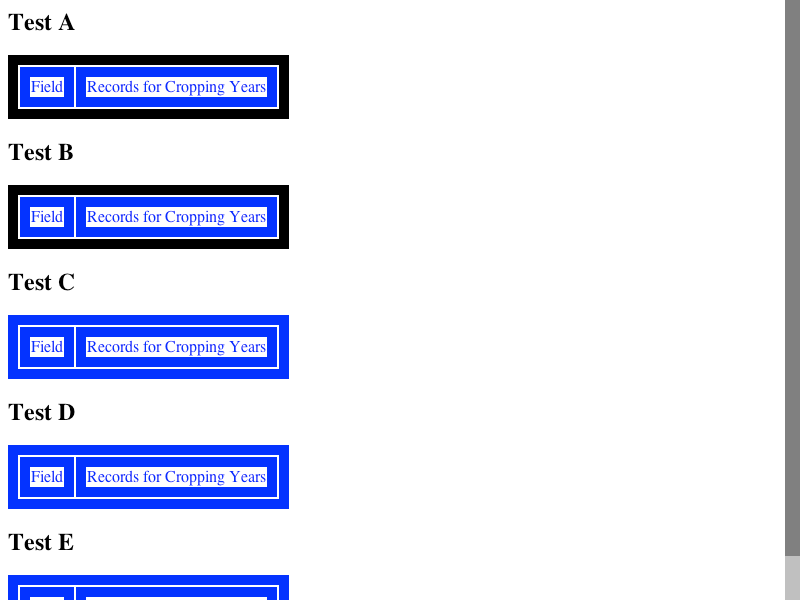 Test A
Field Records for Cropping Years
Test B
Field Records for Cropping Years
Test C
Field Records for Cropping Years
Test D
Field Records for Cropping Years
Test E